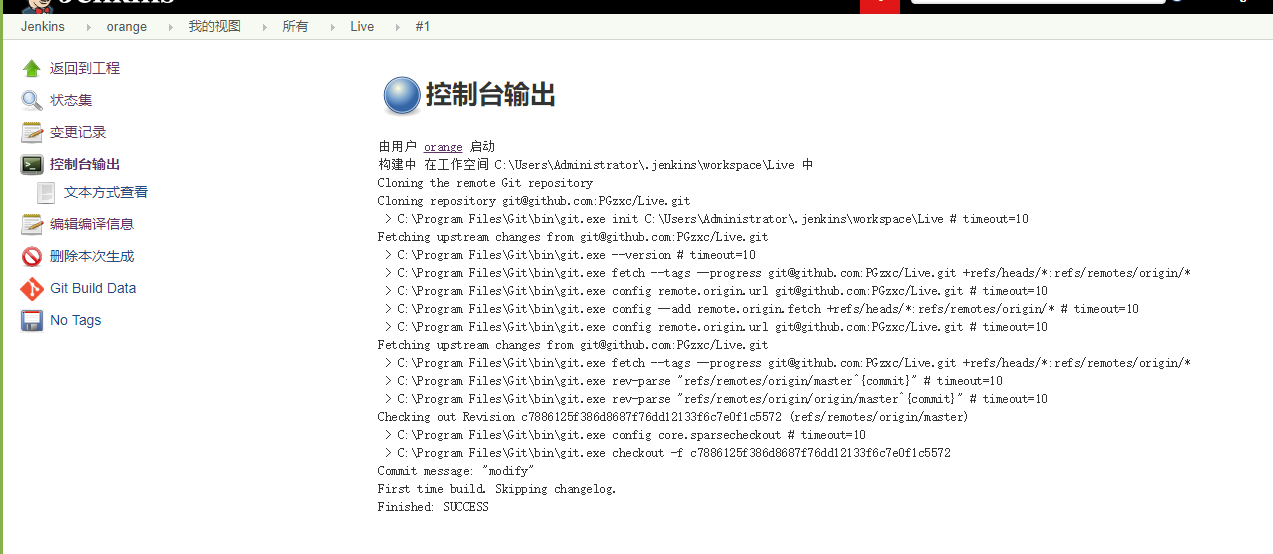 Jenkins
Jenkins orange 我的视图 所有 Live #1
返回到工程
状态集
变更记录
控制台输出
文本方式查看
编辑编译信息
删除本次生成
Git Build Data
No Tags
控制台输出
由用户 orange 启动
构建中 在工作空间 C:\Users\Administrator\.jenkins\workspace\Live 中
Cloning the remote Git repository
Cloning repository git@github.com:PGzxc/Live.git
> C:\Program Files\Git\bin\git.exe init C:\Users\Administrator\.jenkins\workspace\Live # timeout=10
Fetching upstream changes from git@github.com:PGzxc/Live.git
> C:\Program Files\Git\bin\git.exe --version # timeout=10
> C:\Program Files\Git\bin\git.exe fetch --tags --progress git@github.com:PGzxc/Live.git +refs/heads/*:refs/remotes/origin/*
> C:\Program Files\Git\bin\git.exe config remote.origin.url git@github.com:PGzxc/Live.git # timeout=10
> C:\Program Files\Git\bin\git.exe config --add remote.origin.fetch +refs/heads/*:refs/remotes/origin/* # timeout=10
> C:\Program Files\Git\bin\git.exe config remote.origin.url git@github.com:PGzxc/Live.git # timeout=10
Fetching upstream changes from git@github.com:PGzxc/Live.git
> C:\Program Files\Git\bin\git.exe fetch --tags --progress git@github.com:PGzxc/Live.git +refs/heads/*:refs/remotes/origin/*
> C:\Program Files\Git\bin\git.exe rev-parse "refs/remotes/origin/master^{commit}" # timeout=10
> C:\Program Files\Git\bin\git.exe rev-parse "refs/remotes/origin/origin/master^{commit}" # timeout=10
Checking out Revision c7886125f386d8687f76dd12133f6c7e0f1c5572 (refs/remotes/origin/master)
> C:\Program Files\Git\bin\git.exe config core.sparsecheckout # timeout=10
> C:\Program Files\Git\bin\git.exe checkout -f c7886125f386d8687f76dd12133f6c7e0f1c5572
Commit message: "modify"
First time build. Skipping changelog.
Finished: SUCCESS